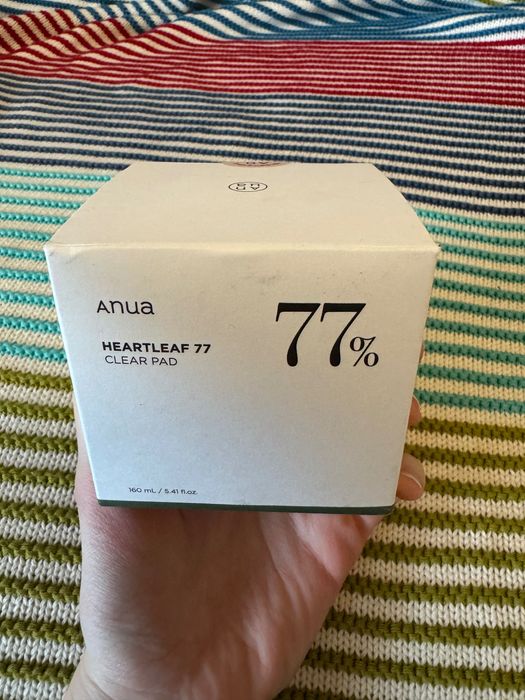 Anua
77%
HEARTLEAF 77
CLEAR PAD
160 mL / 5.41 fl.oz.